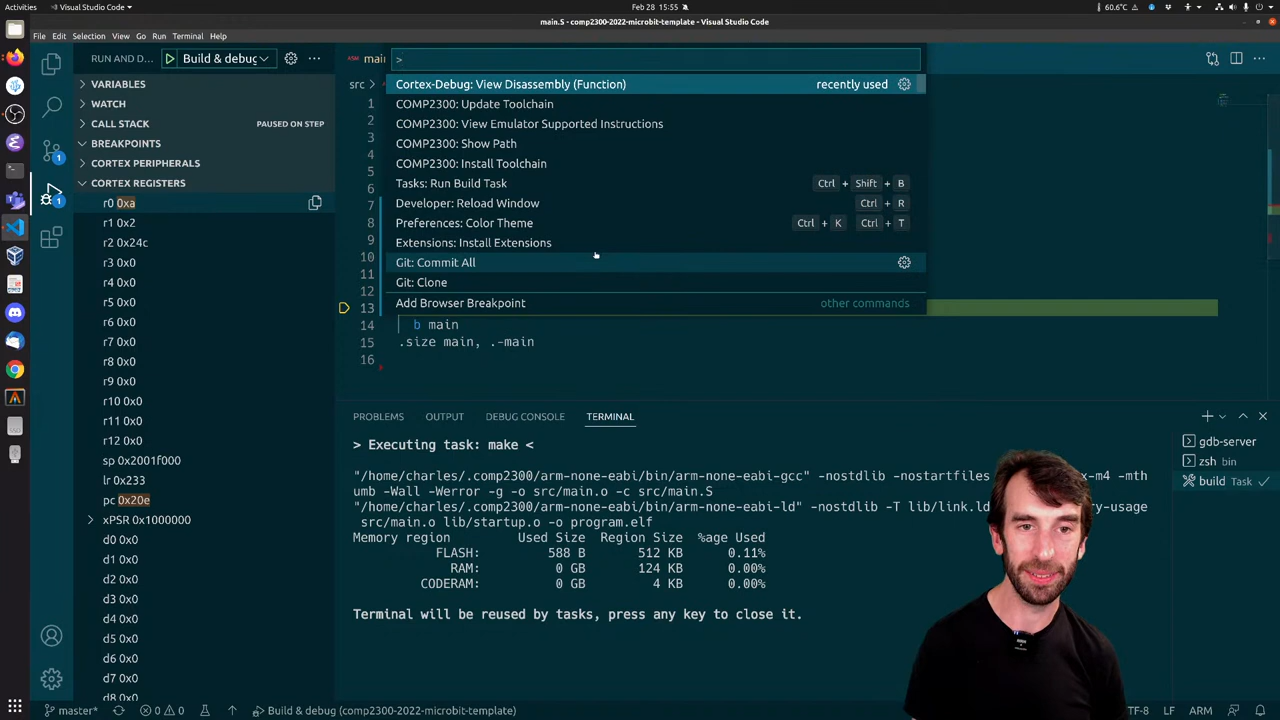 Activities
Visual Studio Code
Feb 28 15:55
60.6°C
main.S - comp2300-2022-microbit-template - Visual Studio Code
File Edit Selection View Go Run Terminal Help
RUN AND D...
Build & debug
VARIABLES
WATCH
CALL STACK
PAUSED ON STEP
BREAKPOINTS
CORTEX PERIPHERALS
CORTEX REGISTERS
r0 0xa
r1 0x2
r2 0x24c
r3 0x0
r4 0x0
r5 0x0
r6 0x0
r7 0x0
r8 0x0
r9 0x0
r10 0x0
r11 0x0
r12 0x0
sp 0x2001f000
lr 0x233
pc 0x20e
xPSR 0x1000000
d0 0x0
d1 0x0
d2 0x0
d3 0x0
d4 0x0
d5 0x0
d6 0x0
d7 0x0
d8 0x0
1
1
src >
>
Cortex-Debug: View Disassembly (Function) recently used
COMP2300: Update Toolchain
COMP2300: View Emulator Supported Instructions
COMP2300: Show Path
COMP2300: Install Toolchain
Tasks: Run Build Task Ctrl + Shift + B
Developer: Reload Window Ctrl + R
Preferences: Color Theme Ctrl + K Ctrl + T
Extensions: Install Extensions
Git: Commit All
Git: Clone
Add Browser Breakpoint other commands
1
2
3
4
5
6
7
8
9
10
11
12
13
14 b main
15 .size main, .-main
16
PROBLEMS OUTPUT DEBUG CONSOLE TERMINAL
gdb-server
zsh bin
build Task
> Executing task: make <
"/home/charles/.comp2300/arm-none-eabi/bin/arm-none-eabi-gcc" -nostdlib -nostartfiles x-m4 -mth
umb -Wall -Werror -g -o src/main.o -c src/main.S
"/home/charles/.comp2300/arm-none-eabi/bin/arm-none-eabi-ld" -nostdlib -T lib/link.ld ry-usage
src/main.o lib/startup.o -o program.elf
Memory region Used Size Region Size %age Used
FLASH: 588 B 512 KB 0.11%
RAM: 0 GB 124 KB 0.00%
CODERAM: 0 GB 4 KB 0.00%
Terminal will be reused by tasks, press any key to close it.
master*
0
0
Build & debug (comp2300-2022-microbit-template)
TF-8 LF ARM